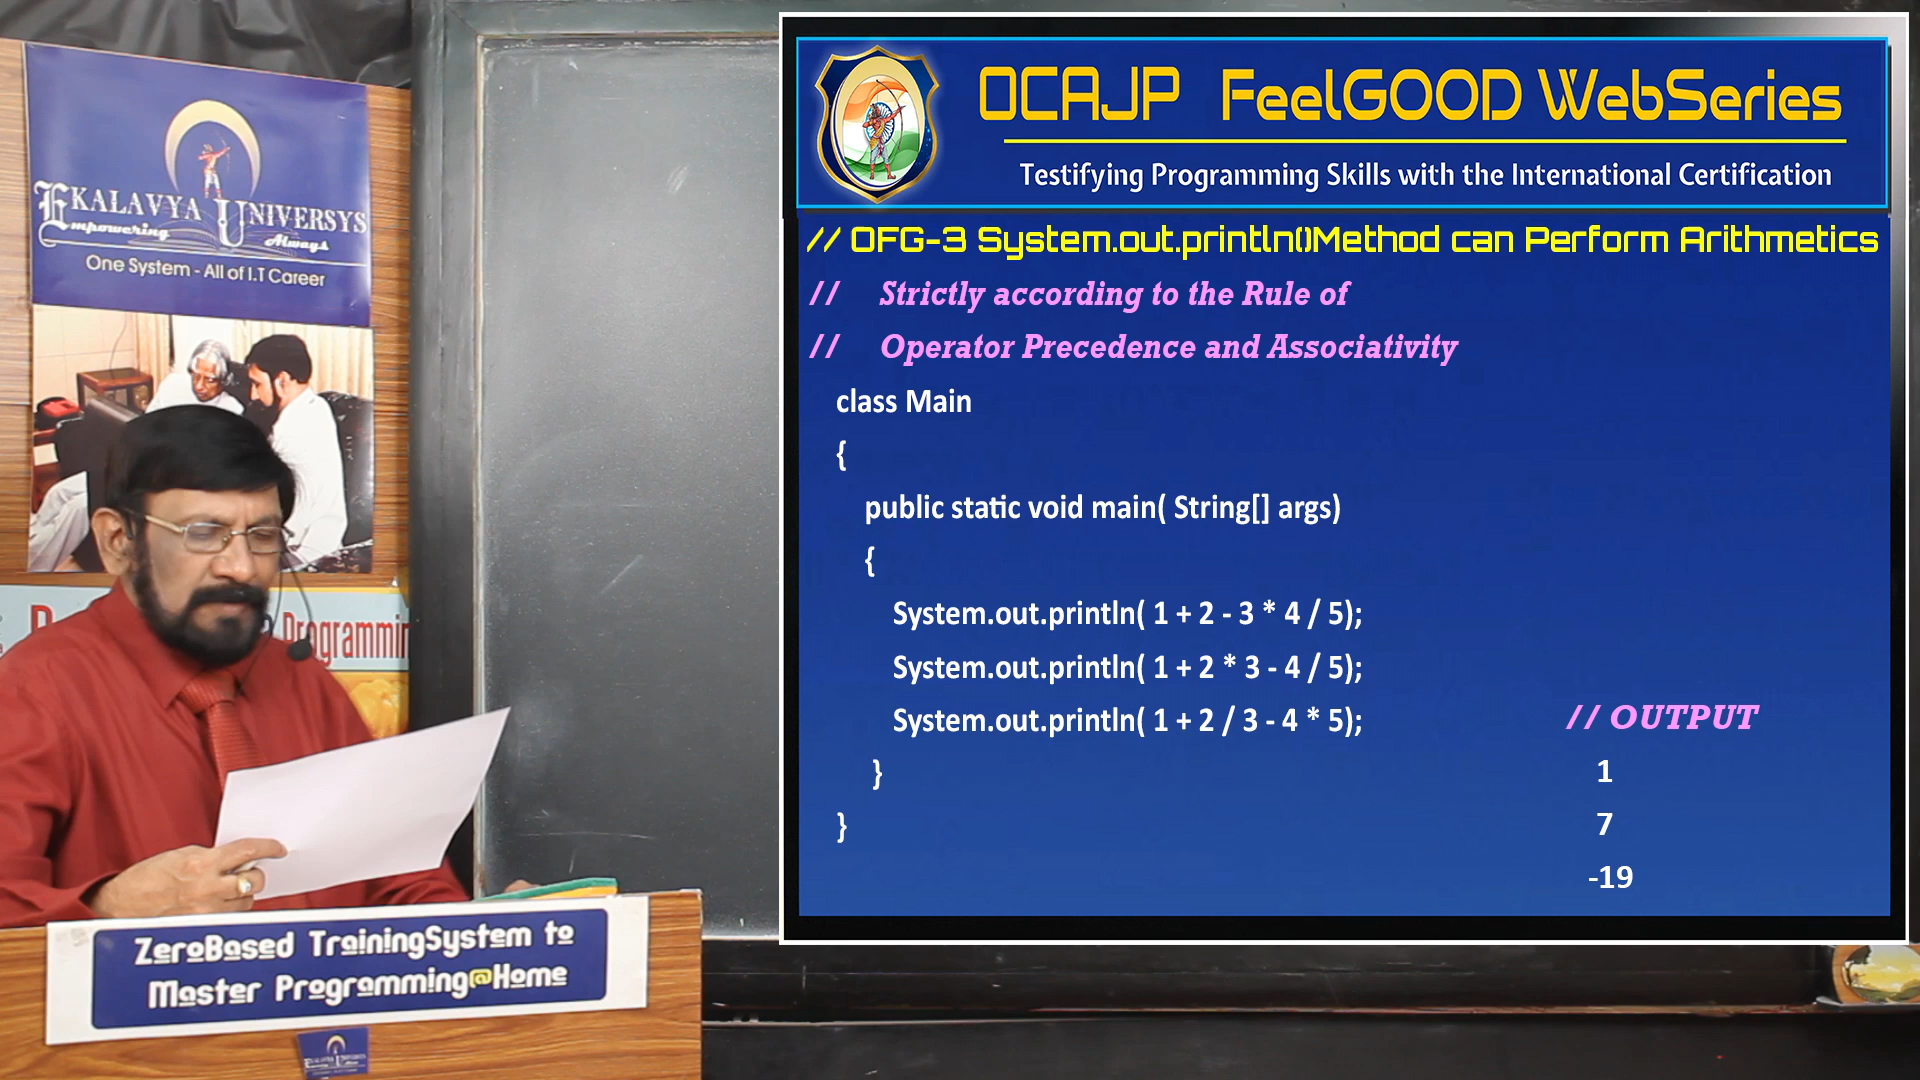 EKALAVYA UNIVERSYS
Empowering Always
One System - All of I.T Career
Programmin
ZeroBased TrainingSystem to
Master Programming@Home
EKALAVYA UNIVERSYS
OCAJP FeelGOOD WebSeries
Testifying Programming Skills with the International Certification
// OFG-3 System.out.println()Method can Perform Arithmetics
// Strictly according to the Rule of
// Operator Precedence and Associativity
class Main
{
public static void main( String[] args)
{
System.out.println( 1 + 2 - 3 * 4 / 5);
System.out.println( 1 + 2 * 3 - 4 / 5);
System.out.println( 1 + 2 / 3 - 4 * 5);
}
}
// OUTPUT
1
7
-19